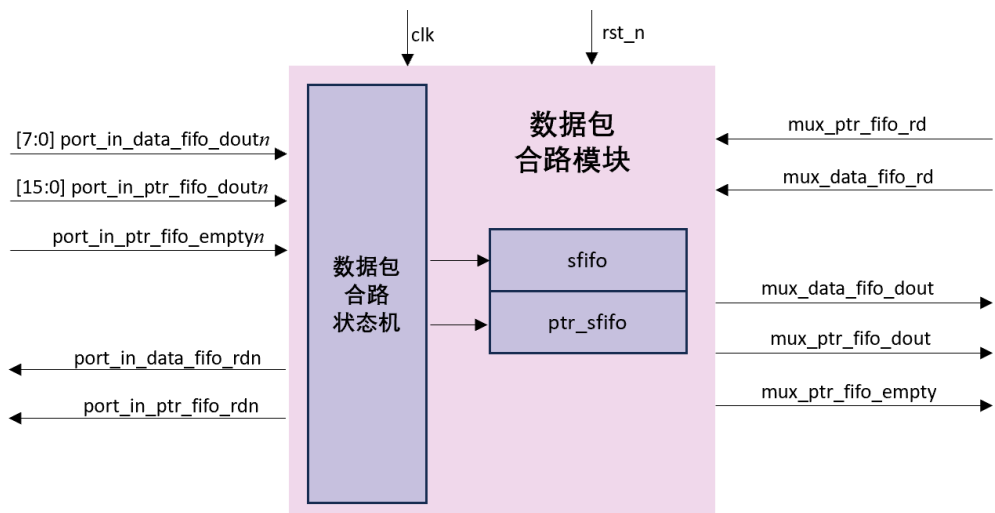 clk
rst_n
[7:0] port_in_data_fifo_doutn
[15:0] port_in_ptr_fifo_doutn
port_in_ptr_fifo_emptyn
port_in_data_fifo_rdn
port_in_ptr_fifo_rdn
数据包
合路
状态机
数据包
合路模块
sfifo
ptr_sfifo
mux_ptr_fifo_rd
mux_data_fifo_rd
mux_data_fifo_dout
mux_ptr_fifo_dout
mux_ptr_fifo_empty